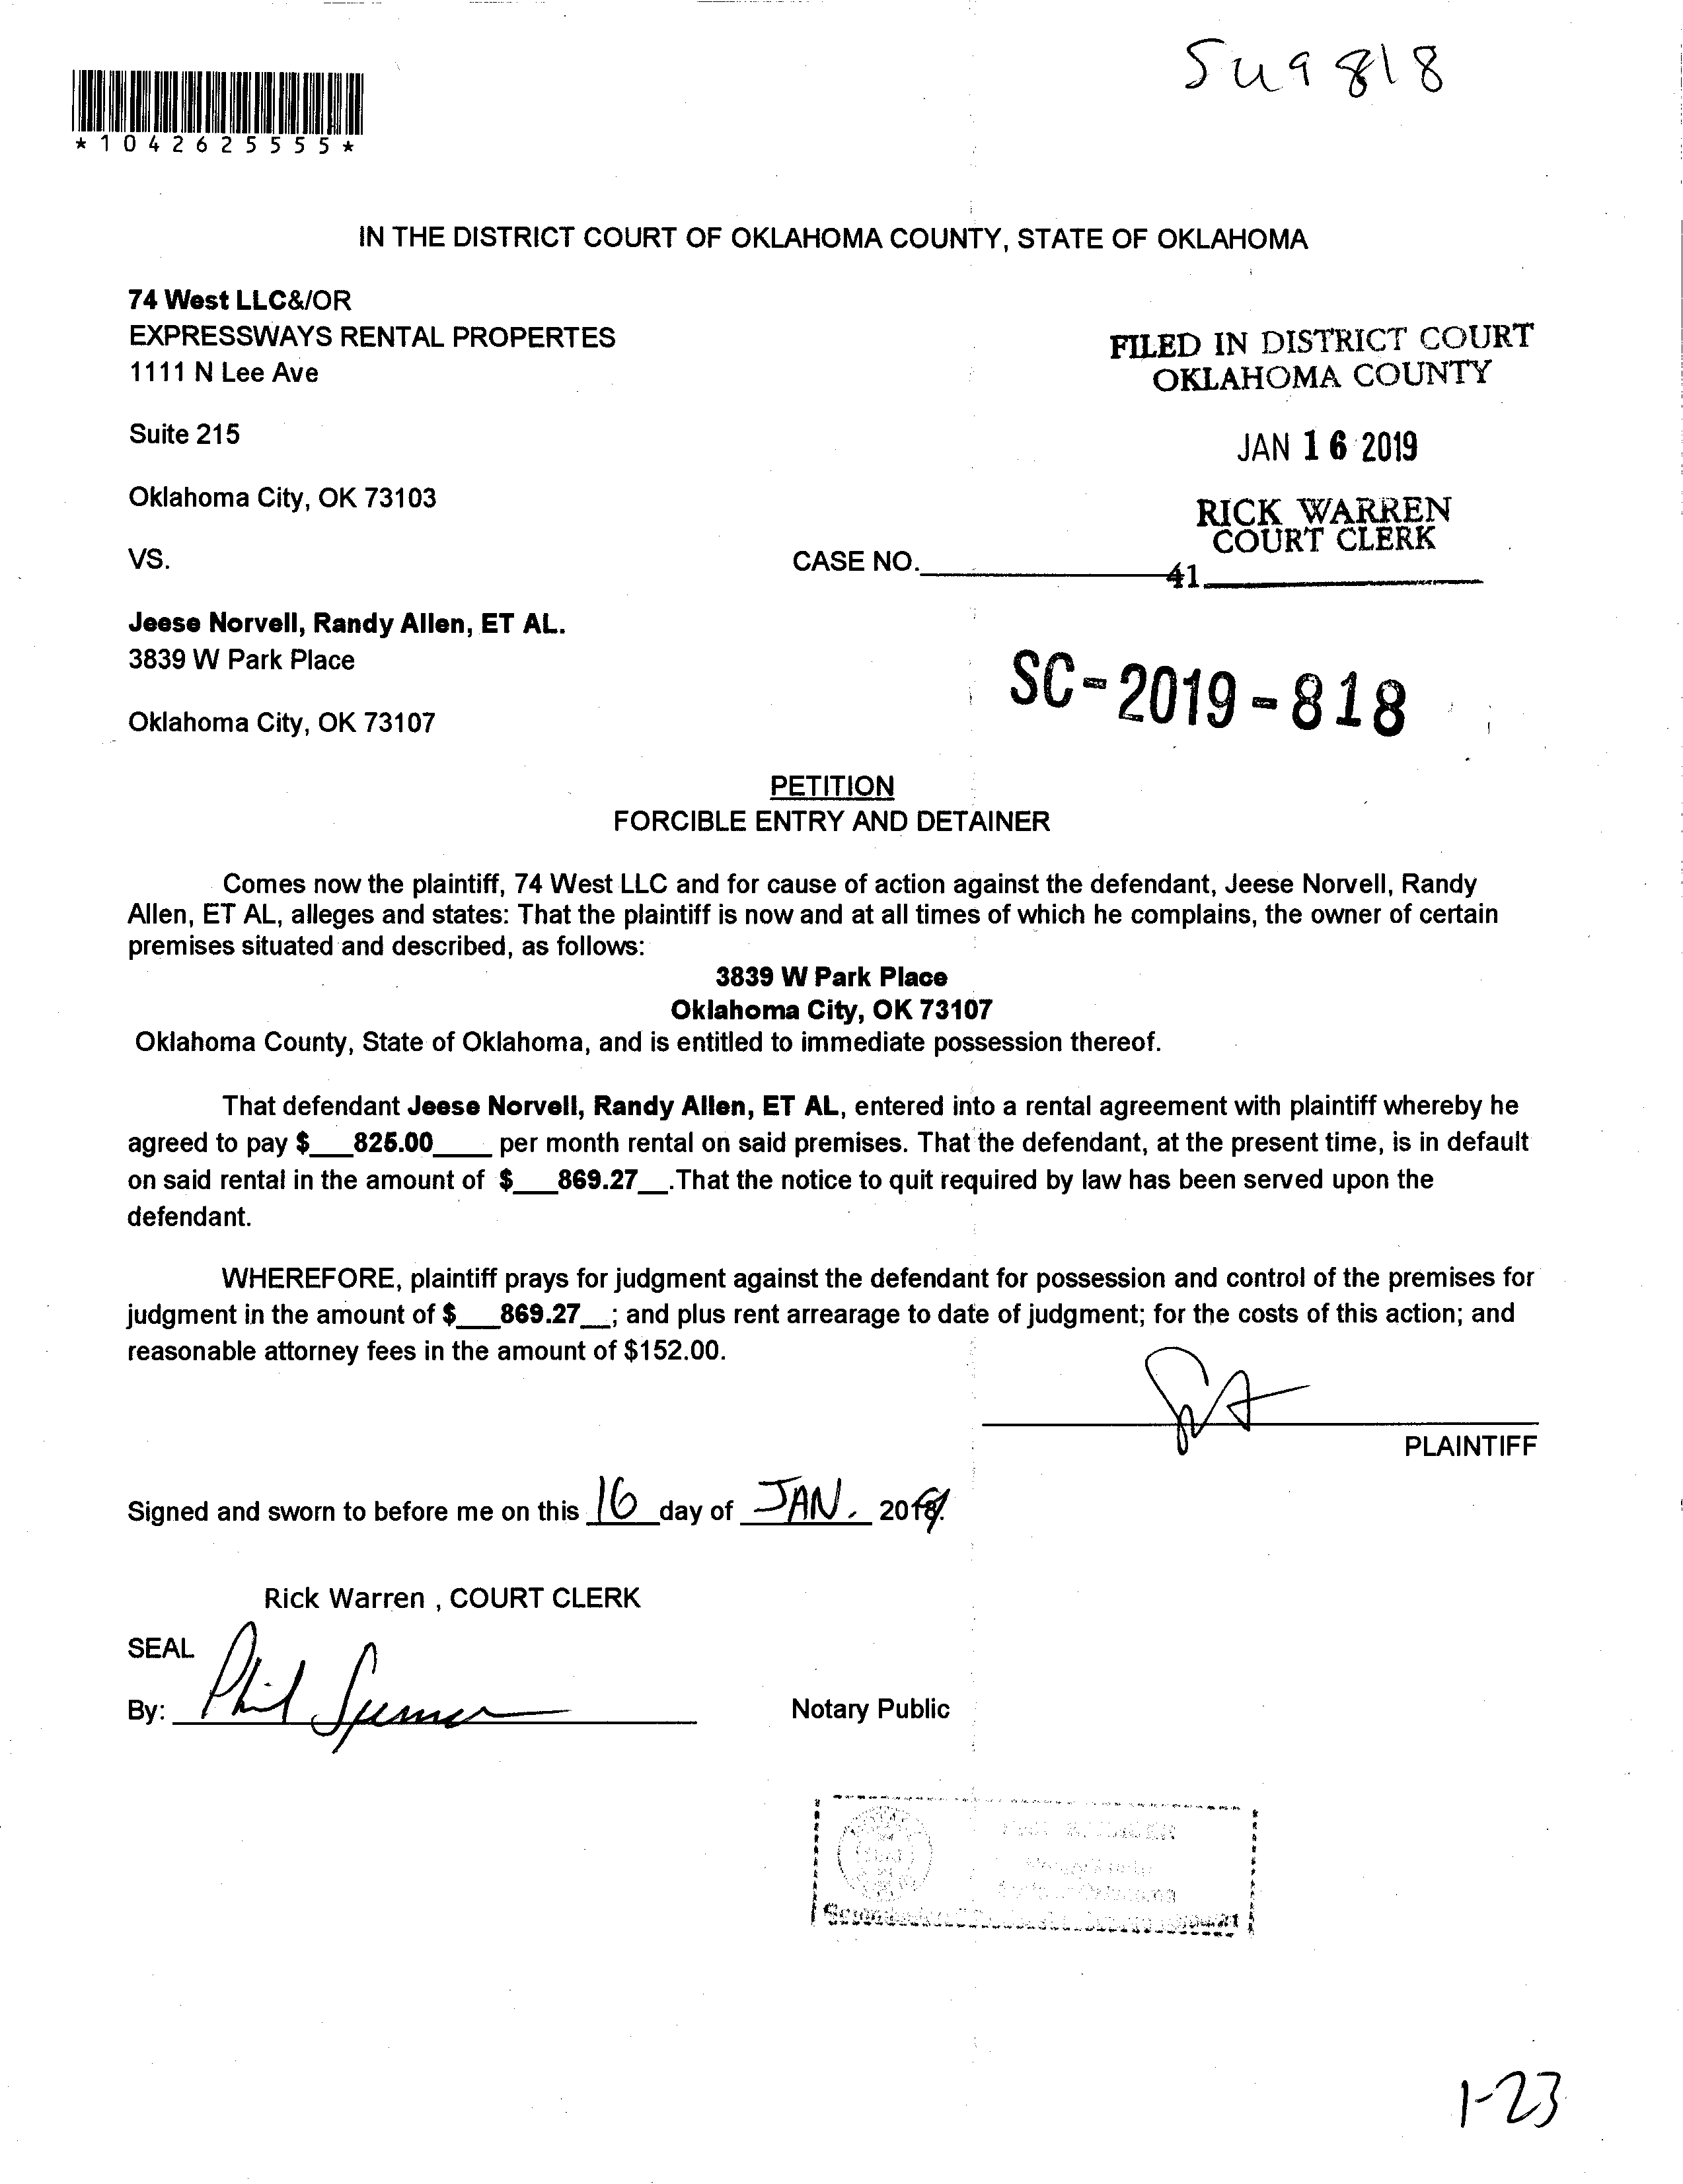 Su9 818
*1042625555*
IN THE DISTRICT COURT OF OKLAHOMA COUNTY, STATE OF OKLAHOMA
74 West LLC&/OR
EXPRESSWAYS RENTAL PROPERTES
1111 N Lee Ave
FILED IN DISTRICT COURT
OKLAHOMA COUNTY
Suite 215
JAN 16 2019
Oklahoma City, OK 73103
RICK WARREN
COURT CLERK
VS.
CASE NO.
41
Jeese Norvell, Randy Allen, ET AL.
3839 W Park Place
SC-2019-818
Oklahoma City, OK 73107
PETITION
FORCIBLE ENTRY AND DETAINER
Comes now the plaintiff, 74 West LLC and for cause of action against the defendant, Jeese Norvell, Randy
Allen, ET AL, alleges and states: That the plaintiff is now and at all times of which he complains, the owner of certain
premises situated and described, as follows:
3839 W Park Place
Oklahoma City, OK 73107
Oklahoma County, State of Oklahoma, and is entitled to immediate possession thereof.
That defendant Jeese Norvell, Randy Allen, ET AL, entered into a rental agreement with plaintiff whereby he
agreed to pay $___825.00____ per month rental on said premises. That the defendant, at the present time, is in default
on said rental in the amount of $___869.27__.That the notice to quit required by law has been served upon the
defendant.
WHEREFORE, plaintiff prays for judgment against the defendant for possession and control of the premises for
judgment in the amount of $___869.27__; and plus rent arrearage to date of judgment; for the costs of this action; and
reasonable attorney fees in the amount of $152.00.
PLAINTIFF
Signed and sworn to before me on this 16 day of JAN. 2019.
Rick Warren , COURT CLERK
SEAL
By: Phil
Notary Public
1-23